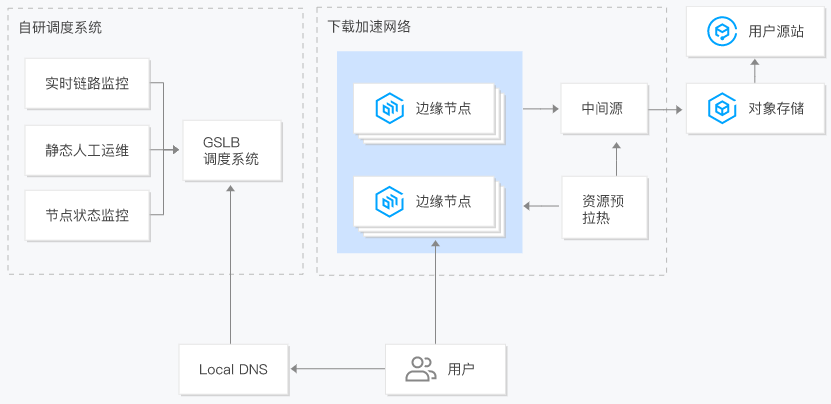 自研调度系统
实时链路监控
静态人工运维
节点状态监控
GSLB
调度系统
下载加速网络
边缘节点
边缘节点
中间源
资源预
拉热
用户源站
对象存储
Local DNS
用户